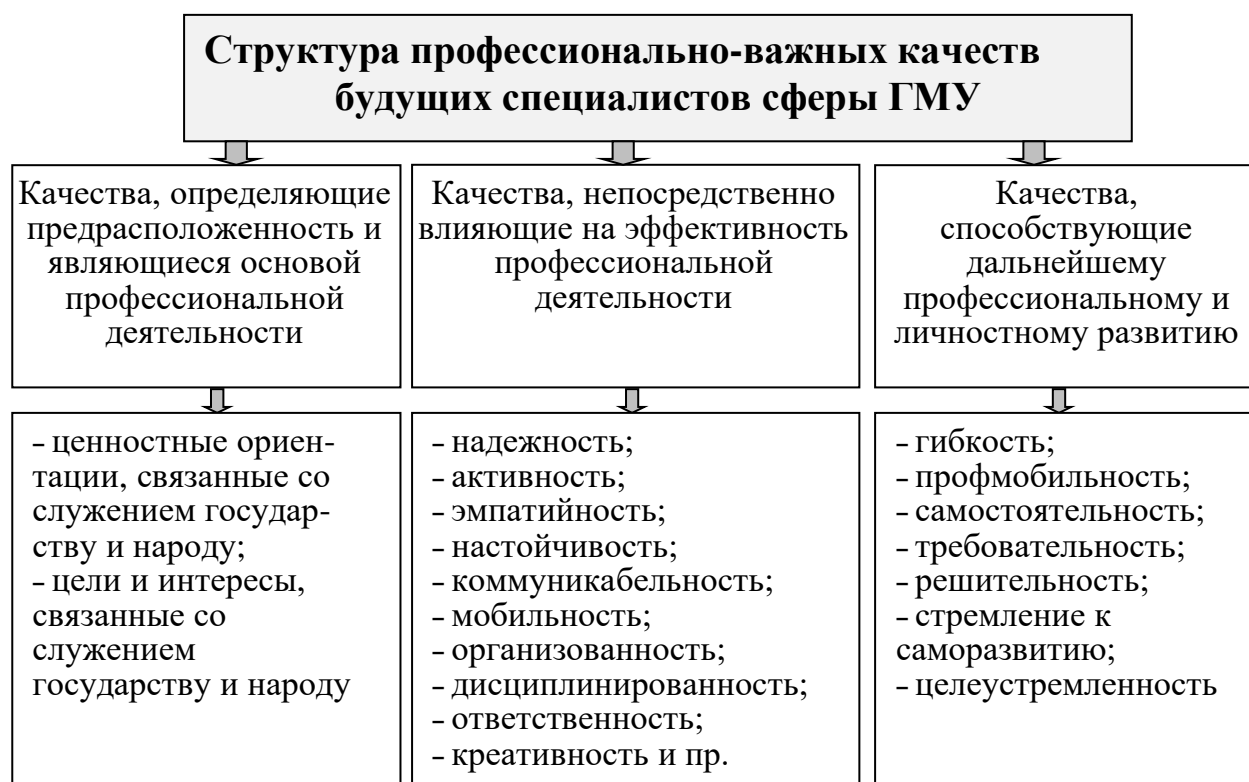 Структура профессионально-важных качеств
будущих специалистов сферы ГМУ
Качества, определяющие
предрасположенность и
являющиеся основой
профессиональной
деятельности
Качества, непосредственно
влияющие на эффективность
профессиональной
деятельности
Качества,
способствующие
дальнейшему
профессиональному и
личностному развитию
- ценностные ориен-
тации, связанные со
служением государ-
ству и народу;
- цели и интересы,
связанные со
служением
государству и народу
- надежность;
- активность;
- эмпатийность;
- настойчивость;
- коммуникабельность;
- мобильность;
- организованность;
- дисциплинированность;
- ответственность;
- креативность и пр.
- гибкость;
- профмобильность;
- самостоятельность;
- требовательность;
- решительность;
- стремление к
саморазвитию;
- целеустремленность